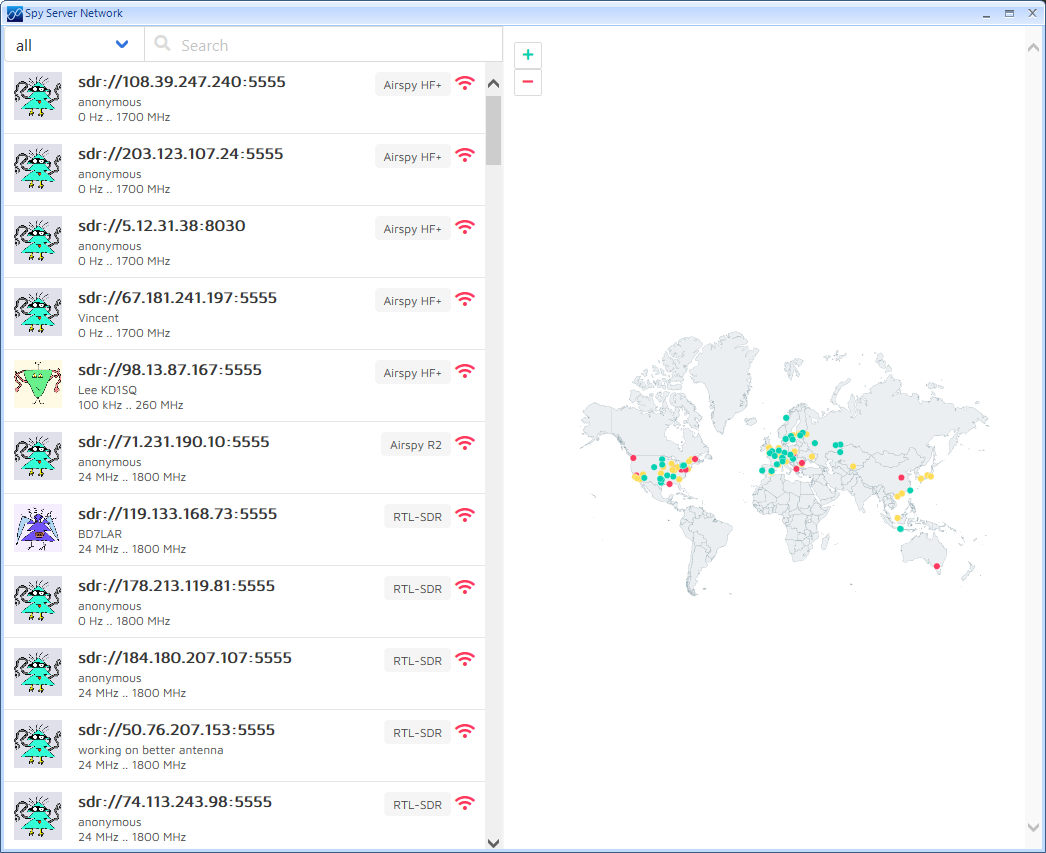 Spy Server Network
all
Search
sdr://108.39.247.240:5555
Airspy HF+
anonymous
0 Hz .. 1700 MHz
sdr://203.123.107.24:5555
Airspy HF+
anonymous
0 Hz .. 1700 MHz
sdr://5.12.31.38:8030
Airspy HF+
anonymous
0 Hz .. 1700 MHz
sdr://67.181.241.197:5555
Airspy HF+
Vincent
0 Hz .. 1700 MHz
sdr://98.13.87.167:5555
Airspy HF+
Lee KD1SQ
100 kHz .. 260 MHz
sdr://71.231.190.10:5555
Airspy R2
anonymous
24 MHz .. 1800 MHz
sdr://119.133.168.73:5555
RTL-SDR
BD7LAR
24 MHz .. 1800 MHz
sdr://178.213.119.81:5555
RTL-SDR
anonymous
0 Hz .. 1800 MHz
sdr://184.180.207.107:5555
RTL-SDR
anonymous
24 MHz .. 1800 MHz
sdr://50.76.207.153:5555
RTL-SDR
working on better antenna
24 MHz .. 1800 MHz
sdr://74.113.243.98:5555
RTL-SDR
anonymous
24 MHz .. 1800 MHz